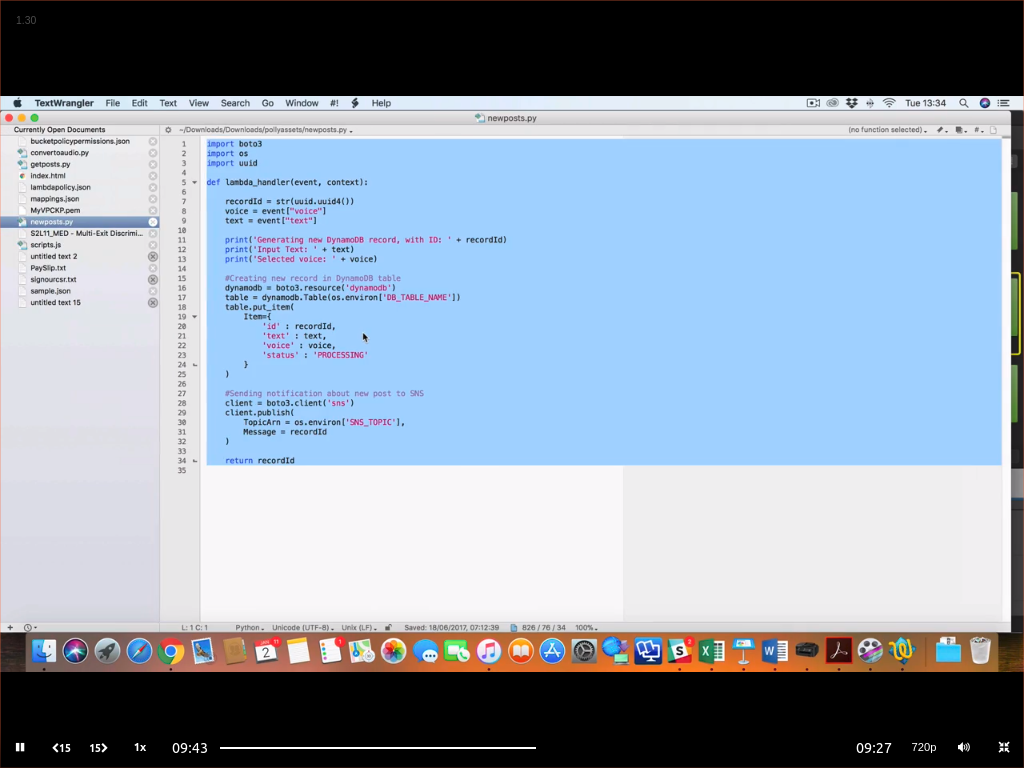 1.30
TextWrangler File Edit Text View Search Go Window #! Help Tue 13:34
newposts.py
Currently Open Documents
~/Downloads/Downloads/pollyassets/newposts.py
(no function selected)
bucketpolicypermissions.json
convertoaudio.py
getposts.py
index.html
lambdapolicy.json
mappings.json
MyVPCKP.pem
newposts.py
S2L11_MED - Multi-Exit Discrimi...
scripts.js
untitled text 2
PaySlip.txt
signourcsr.txt
sample.json
untitled text 15
1 import boto3
2 import os
3 import uuid
4
5 def lambda_handler(event, context):
6
7 recordId = str(uuid.uuid4())
8 voice = event["voice"]
9 text = event["text"]
10
11 print('Generating new DynamoDB record, with ID: ' + recordId)
12 print('Input Text: ' + text)
13 print('Selected voice: ' + voice)
14
15 #Creating new record in DynamoDB table
16 dynamodb = boto3.resource('dynamodb')
17 table = dynamodb.Table(os.environ['DB_TABLE_NAME'])
18 table.put_item(
19 Item={
20 'id' : recordId,
21 'text' : text,
22 'voice' : voice,
23 'status' : 'PROCESSING'
24 }
25 )
26
27 #Sending notification about new post to SNS
28 client = boto3.client('sns')
29 client.publish(
30 TopicArn = os.environ['SNS_TOPIC'],
31 Message = recordId
32 )
33
34 return recordId
35
L: 1 C: 1 Python Unicode (UTF-8) Unix (LF) Saved: 18/06/2017, 07:12:39 826 / 76 / 34 100%
15 15 1x 09:43 09:27 720p